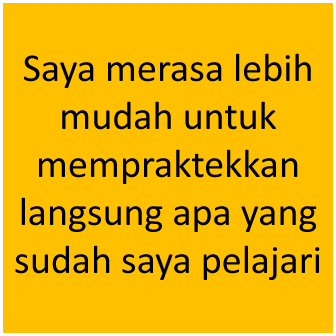 Saya merasa lebih
mudah untuk
mempraktekkan
langsung apa yang
sudah saya pelajari